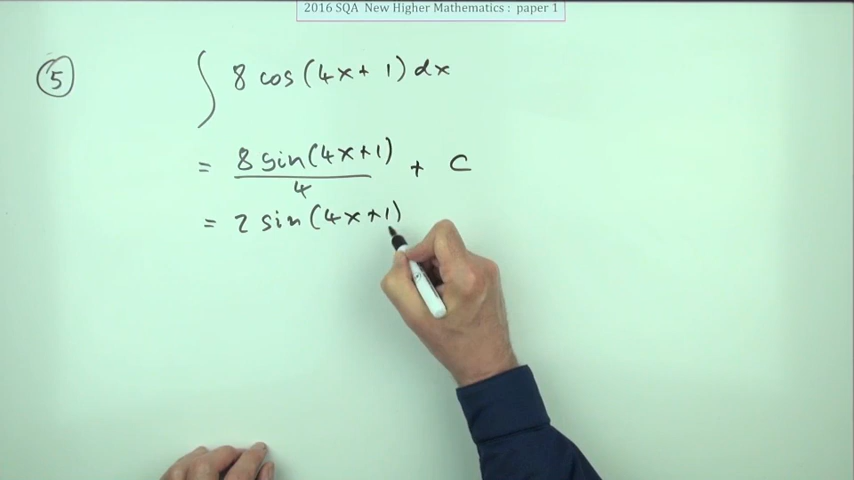 2016 SQA New Higher Mathematics : paper 1
5 ∫ 8 cos (4x + 1) dx
= 8 sin(4x+1)/4 + C
= 2 sin(4x+1)